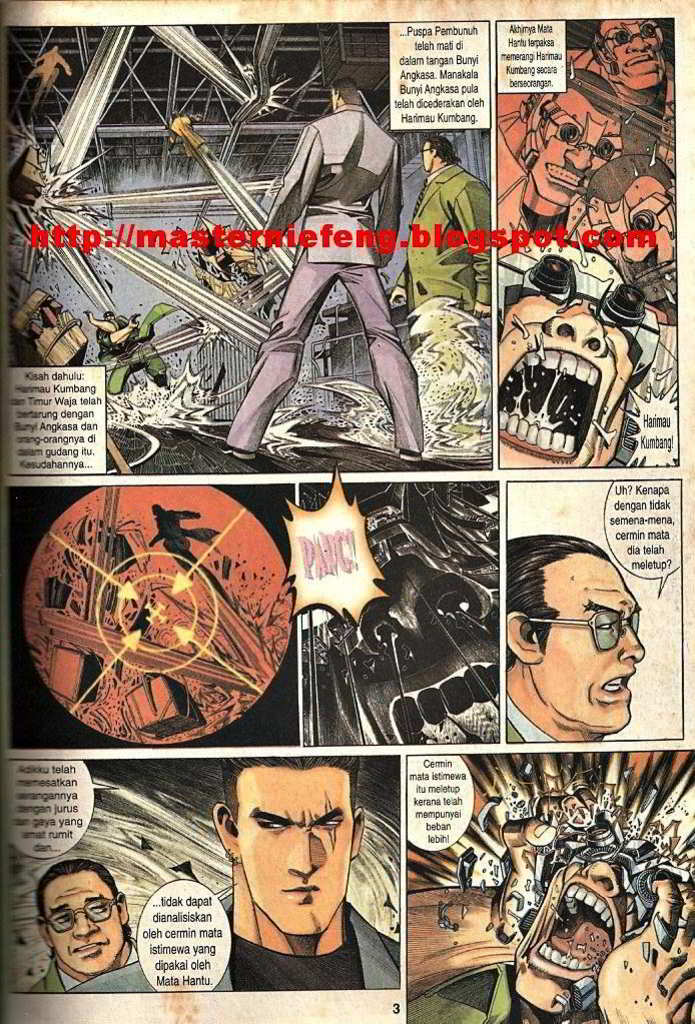 ...Puspa Pembunuh
telah mati di
dalam tangan Bunyi
Angkasa. Manakala
Bunyi Angkasa pula
telah dicederakan oleh
Harimau Kumbang.
Akhirnya Mata
Hantu terpaksa
memerangi Harimau
Kumbang secara
berseorangan.
http://masterniefeng.blogspot.com
Kisah dahulu:
Harimau Kumbang
dan Timur Waja telah
bertarung dengan
Bunyi Angkasa dan
orang-orangnya di
dalam gudang itu.
Kesudahannya...
Harimau
Kumbang!
PAPC!
Uh? Kenapa
dengan tidak
semena-mena,
cermin mata
dia telah
meletup?
Adikku telah
memesatkan
serangannya
dengan jurus
dan gaya yang
amat rumit
dan...
...tidak dapat
dianalisiskan
oleh cermin mata
istimewa yang
dipakai oleh
Mata Hantu.
Cermin
mata istimewa
itu meletup
kerana telah
mempunyai
beban
lebih!
3